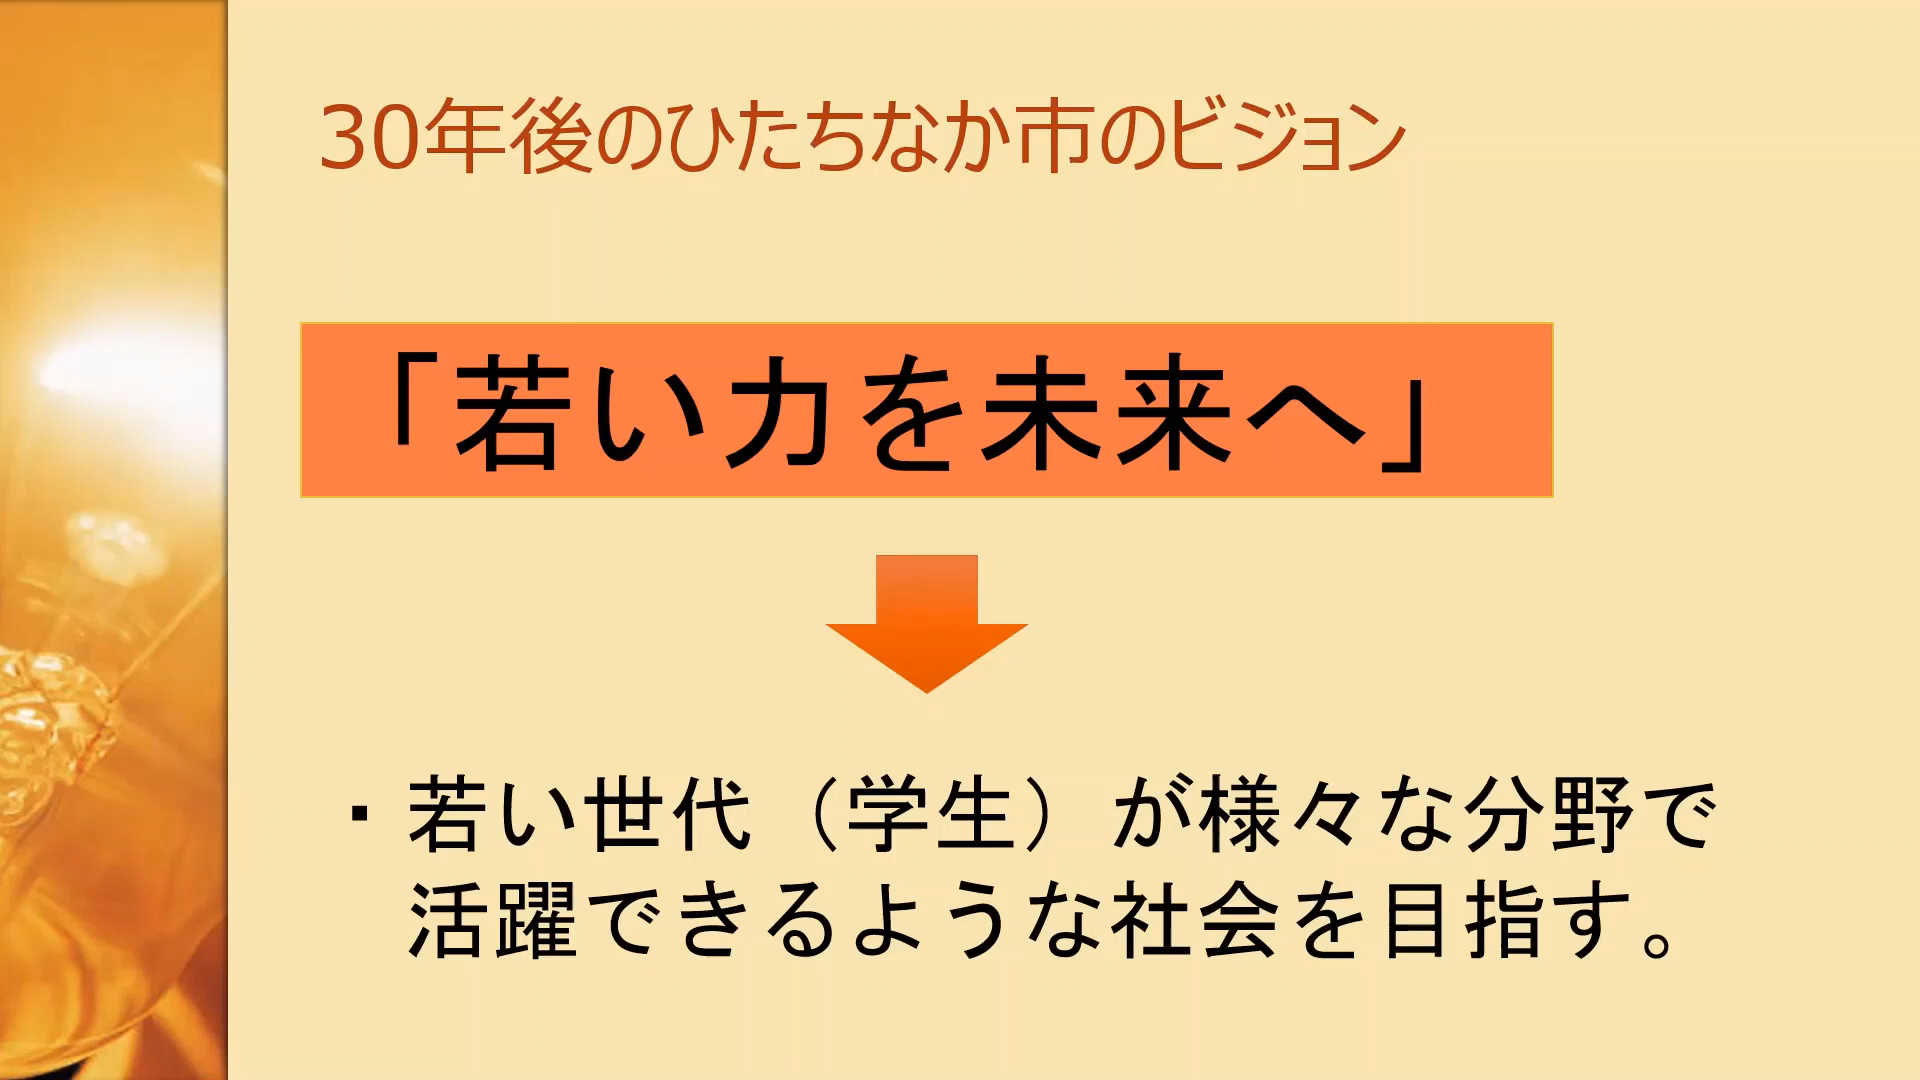 30年後のひたちなか市のビジョン
「若い力を未来へ」
・若い世代（学生）が様々な分野で
活躍できるような社会を目指す。